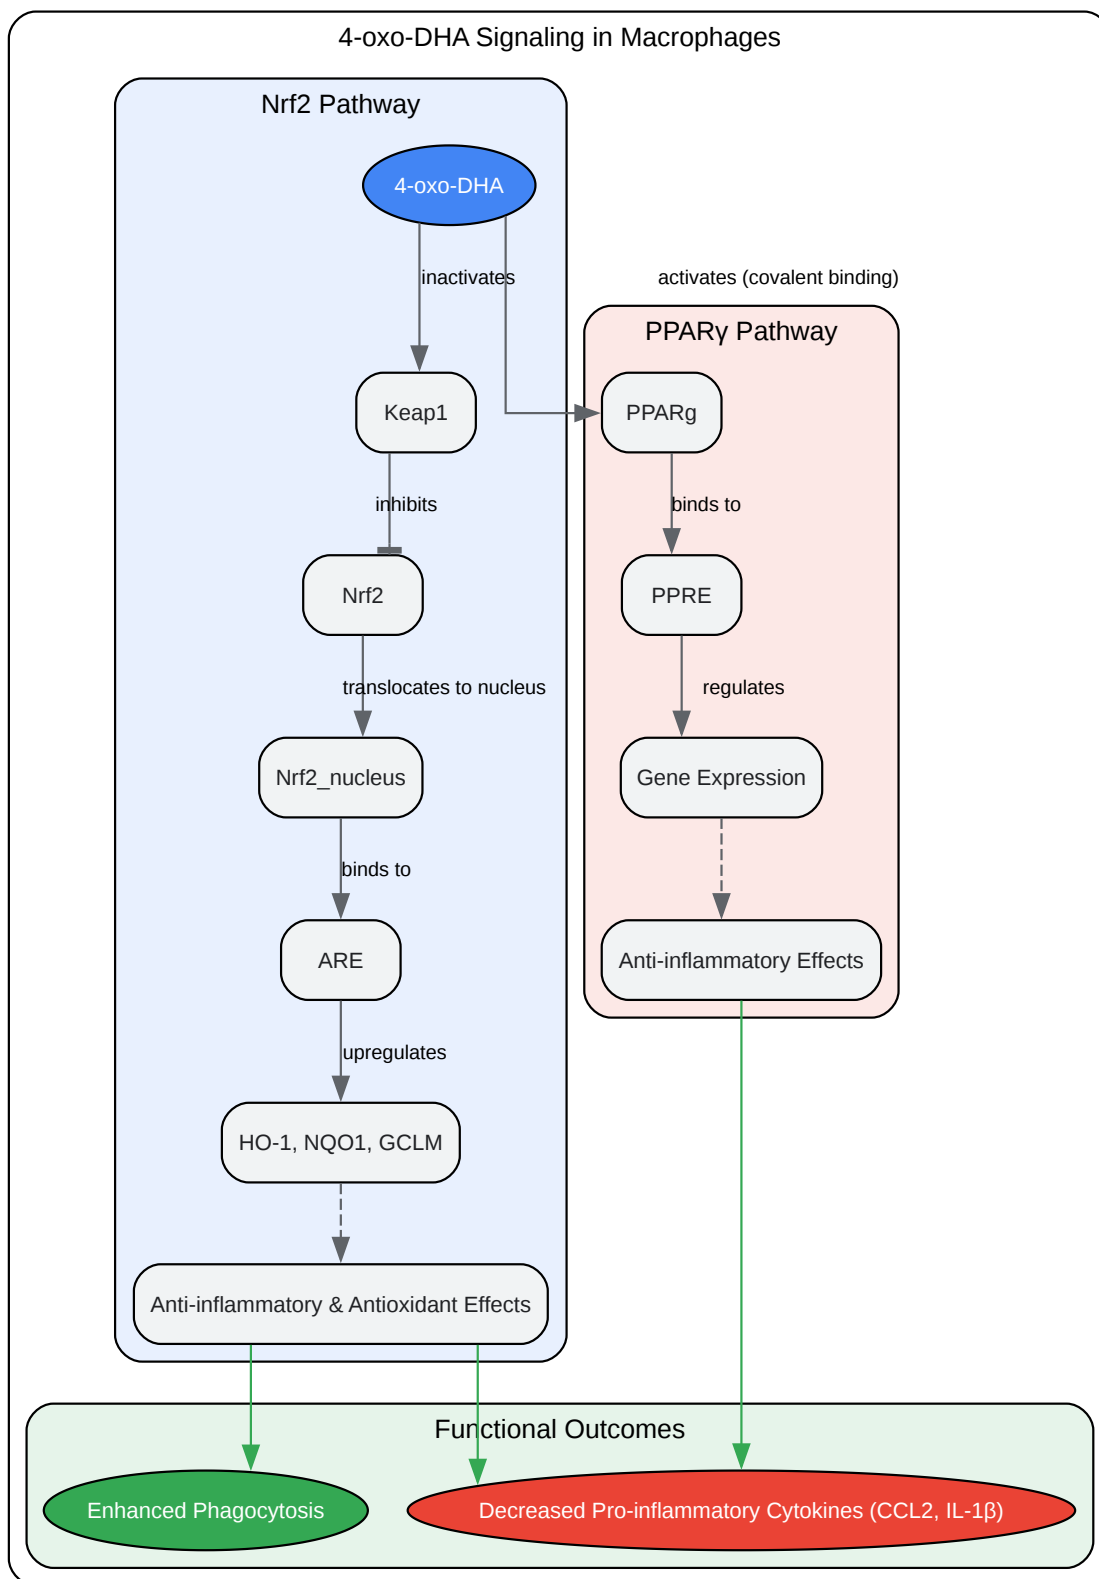 4-oxo-DHA Signaling in Macrophages
Nrf2 Pathway
4-oxo-DHA
inactivates
activates (covalent binding)
PPARγ Pathway
Keap1
PPARg
inhibits
binds to
Nrf2
PPRE
translocates to nucleus
regulates
Nrf2_nucleus
Gene Expression
binds to
ARE
Anti-inflammatory Effects
upregulates
HO-1, NQO1, GCLM
Anti-inflammatory & Antioxidant Effects
Functional Outcomes
Enhanced Phagocytosis
Decreased Pro-inflammatory Cytokines (CCL2, IL-1β)